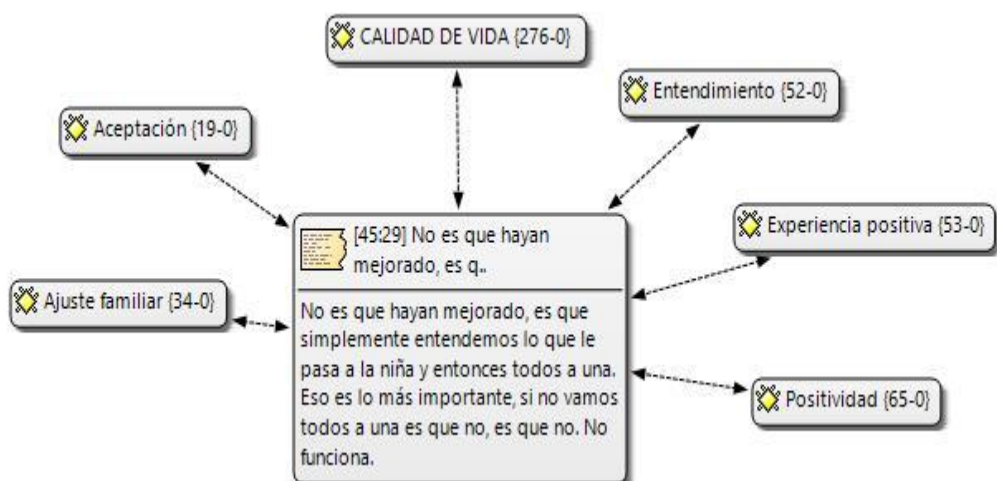 CALIDAD DE VIDA {276-0}
Entendimiento {52-0}
Aceptación {19-0}
Experiencia positiva {53-0}
Ajuste familiar {34-0}
Positividad {65-0}
[45:29] No es que hayan
mejorado, es q..
No es que hayan mejorado, es que
simplemente entendemos lo que le
pasa a la niña y entonces todos a una.
Eso es lo más importante, si no vamos
todos a una es que no, es que no. No
funciona.